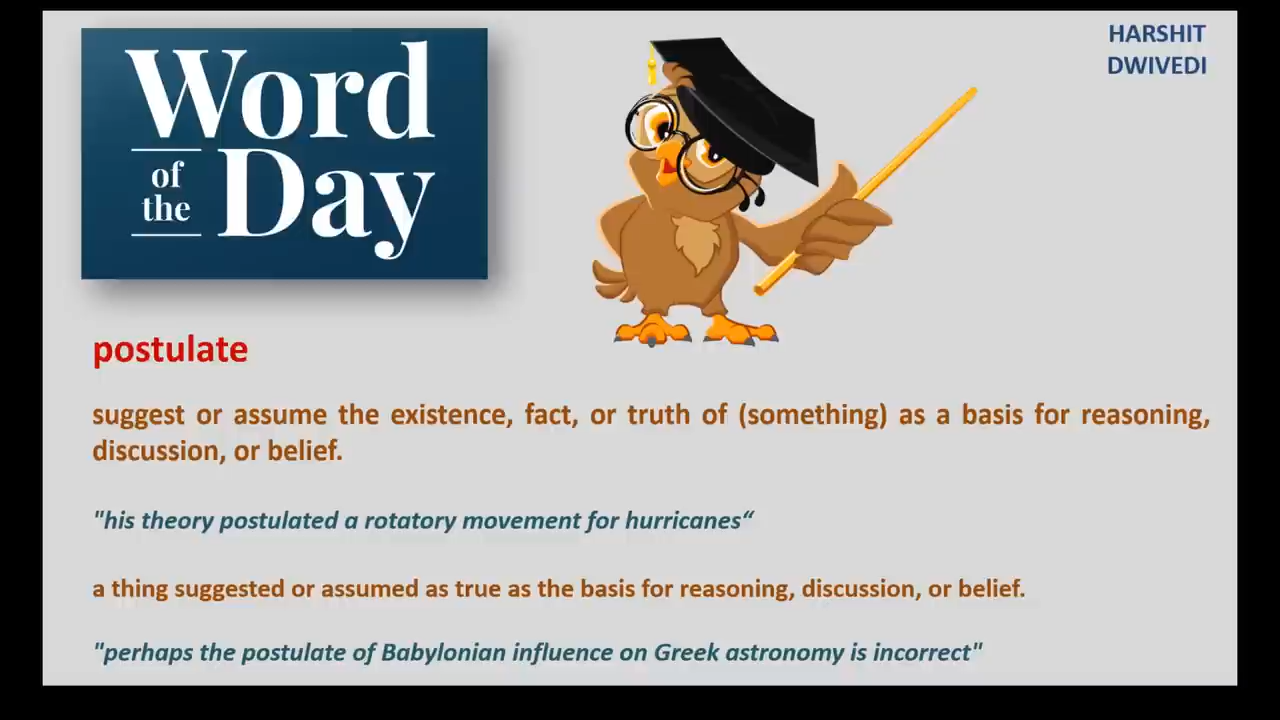 Word
of
the
Day
HARSHIT
DWIVEDI
postulate
suggest or assume the existence, fact, or truth of (something) as a basis for reasoning,
discussion, or belief.
"his theory postulated a rotatory movement for hurricanes“
a thing suggested or assumed as true as the basis for reasoning, discussion, or belief.
"perhaps the postulate of Babylonian influence on Greek astronomy is incorrect"